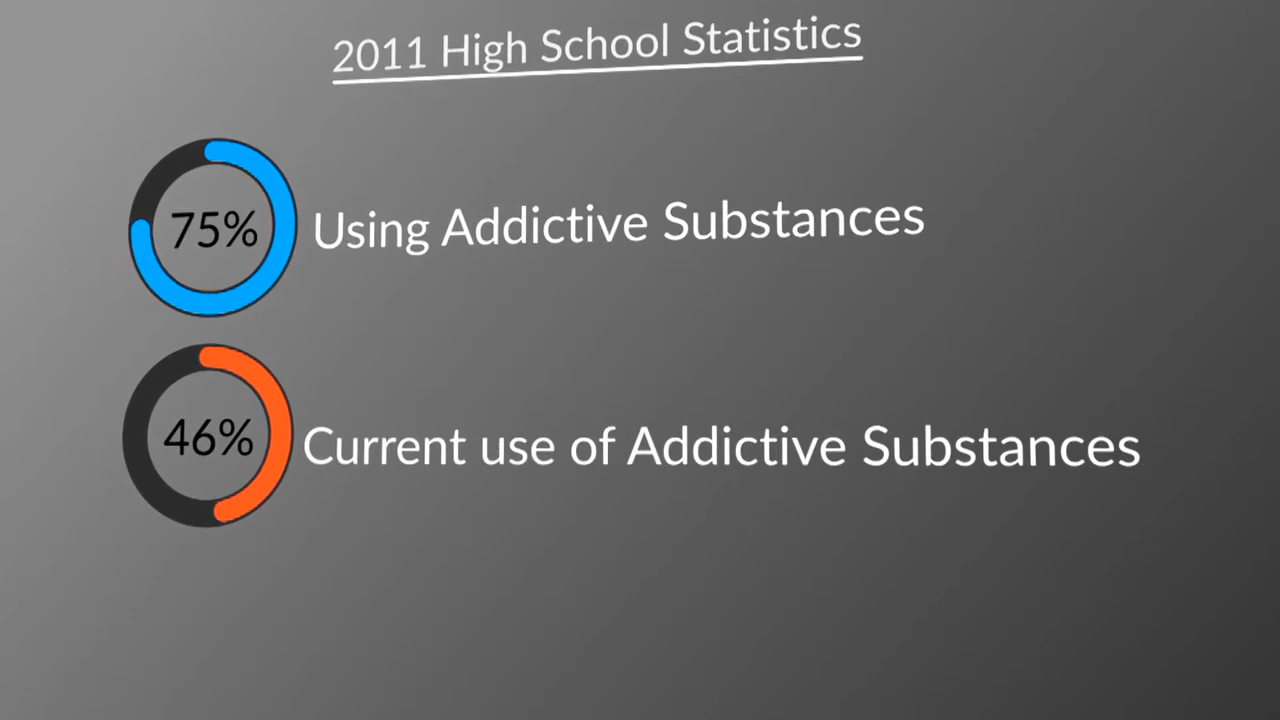 2011 High School Statistics
75% Using Addictive Substances
46% Current use of Addictive Substances